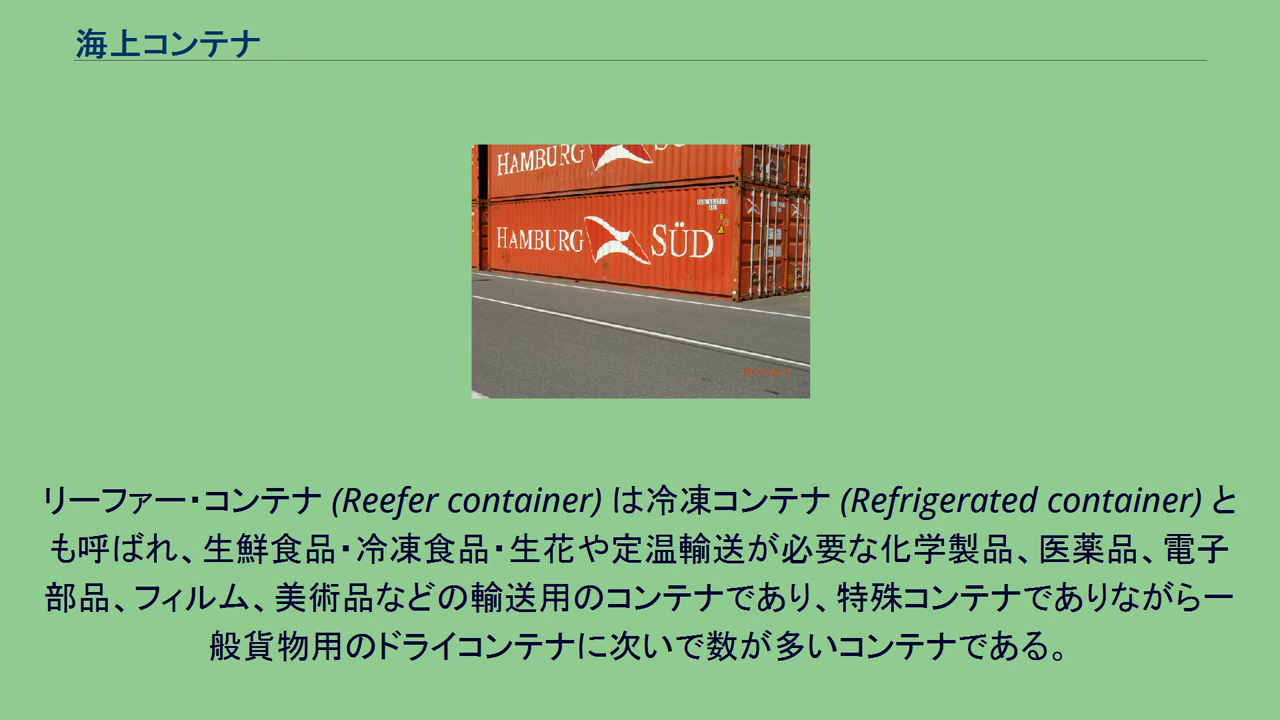 海上コンテナ
HAMBURG
HAMBURG SÜD
リーファー・コンテナ (Reefer container) は冷凍コンテナ (Refrigerated container) と
も呼ばれ、生鮮食品・冷凍食品・生花や定温輸送が必要な化学製品、医薬品、電子
部品、フィルム、美術品などの輸送用のコンテナであり、特殊コンテナでありながら一
般貨物用のドライコンテナに次いで数が多いコンテナである。